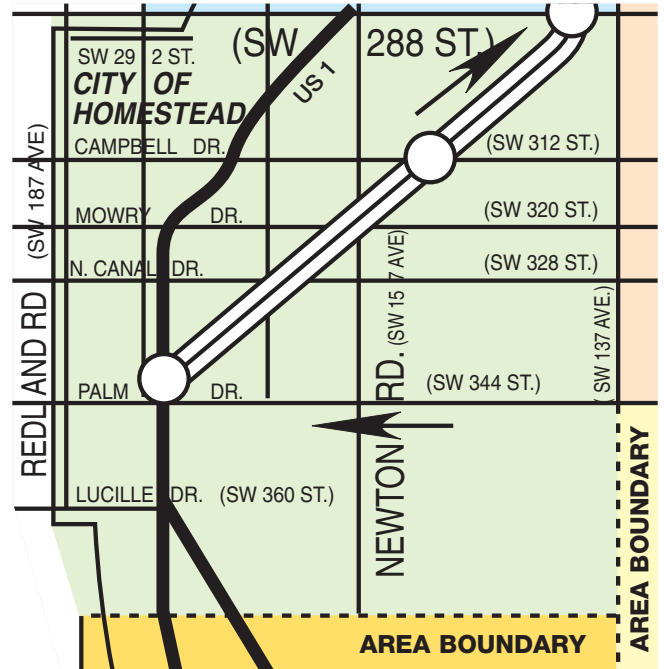 (SW 288 ST.)
SW 29 2 ST.
CITY OF
HOMESTEAD
US 1
CAMPBELL DR.
(SW 312 ST.)
(SW 187 AVE)
MOWRY DR.
(SW 320 ST.)
N. CANAL DR.
(SW 328 ST.)
(SW 15 7 AVE)
(SW 137 AVE.)
REDLAND RD
PALM DR.
(SW 344 ST.)
NEWTON RD.
LUCILLE DR. (SW 360 ST.)
AREA BOUNDARY
AREA BOUNDARY